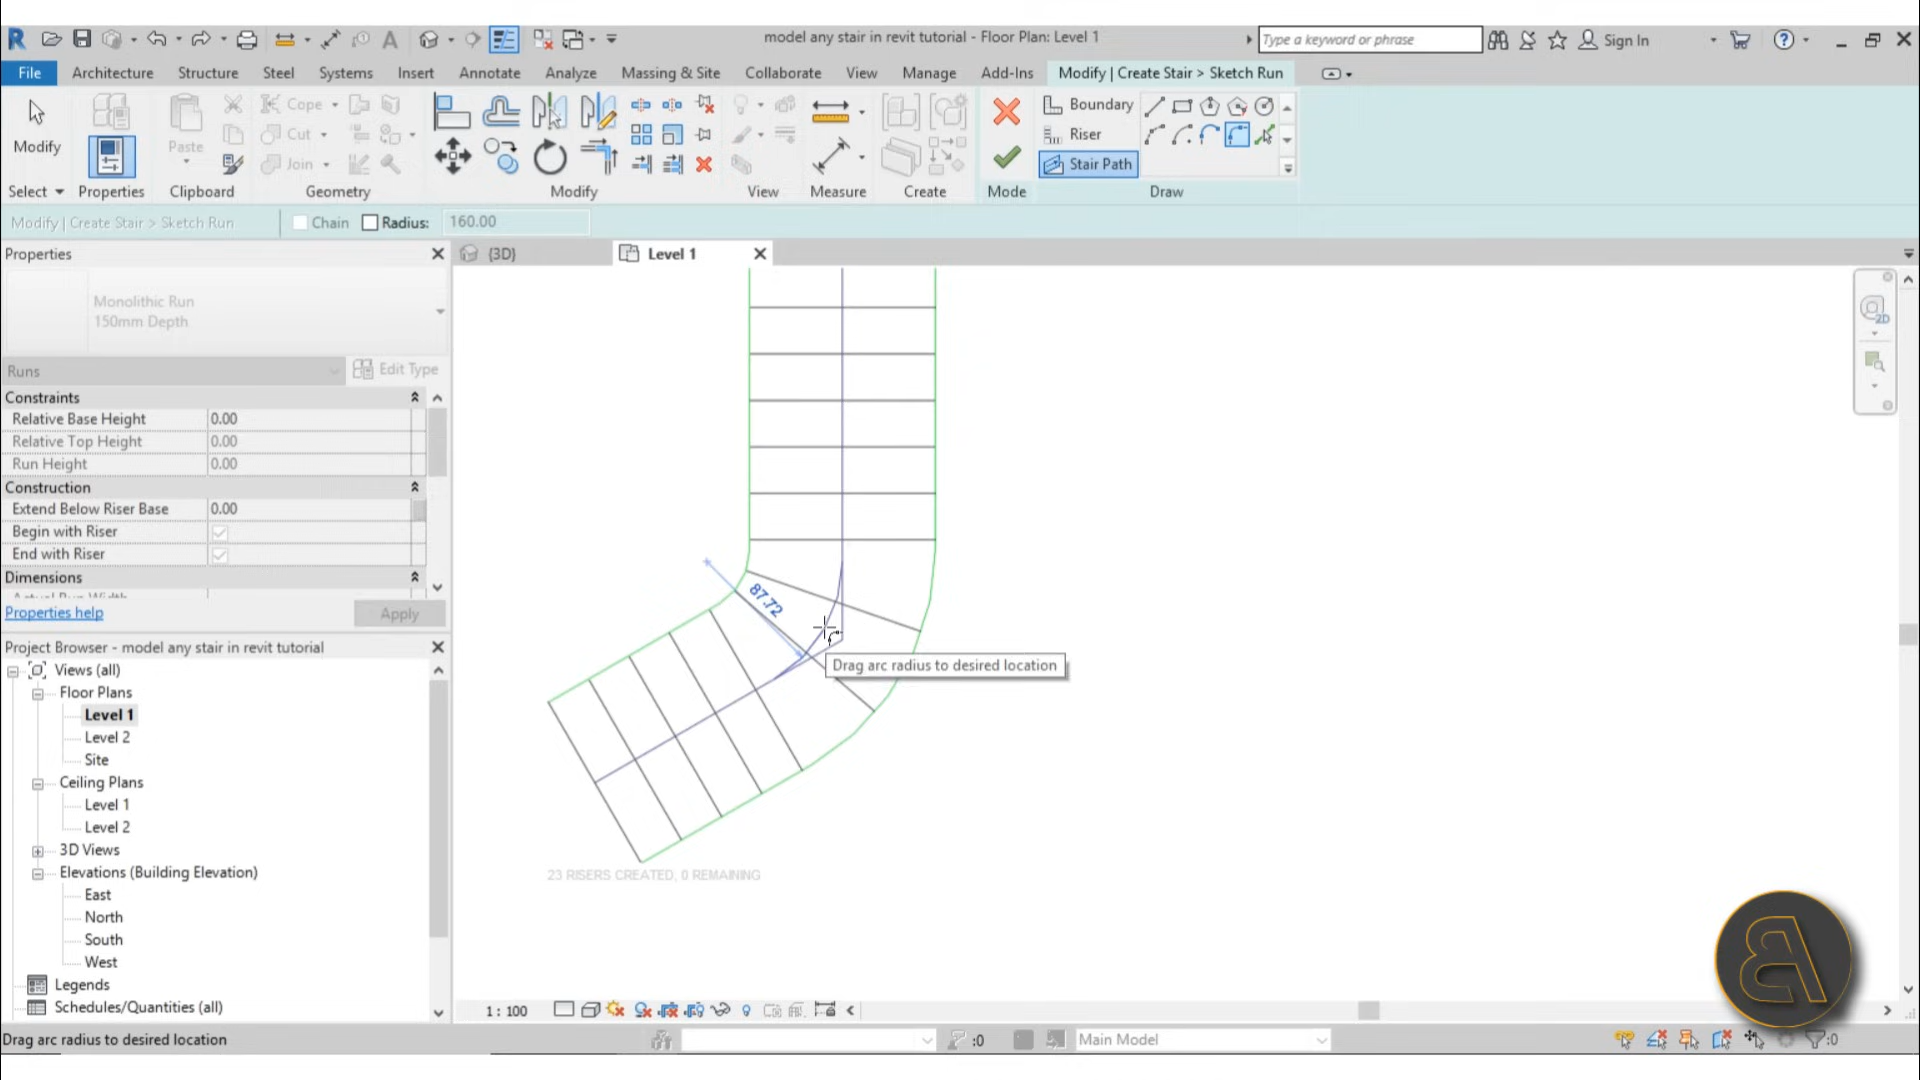 model any stair in revit tutorial - Floor Plan: Level 1
Type a keyword or phrase
Sign In
File
Architecture
Structure
Steel
Systems
Insert
Annotate
Analyze
Massing & Site
Collaborate
View
Manage
Add-Ins
Modify | Create Stair > Sketch Run
Modify
Paste
Cope
Cut
Join
Boundary
Riser
Stair Path
Select
Properties
Clipboard
Geometry
Modify
View
Measure
Create
Mode
Draw
Modify | Create Stair > Sketch Run
Chain
Radius:
160.00
Properties
{3D}
Level 1
Monolithic Run
150mm Depth
Runs
Edit Type
Constraints
Relative Base Height 0.00
Relative Top Height 0.00
Run Height 0.00
Construction
Extend Below Riser Base 0.00
Begin with Riser
End with Riser
Dimensions
Properties help
Apply
Project Browser - model any stair in revit tutorial
Views (all)
Floor Plans
Level 1
Level 2
Site
Ceiling Plans
Level 1
Level 2
3D Views
Elevations (Building Elevation)
East
North
South
West
Legends
Schedules/Quantities (all)
2D
87.72
Drag arc radius to desired location
23 RISERS CREATED, 0 REMAINING
1 : 100
Drag arc radius to desired location
:0
Main Model
:0